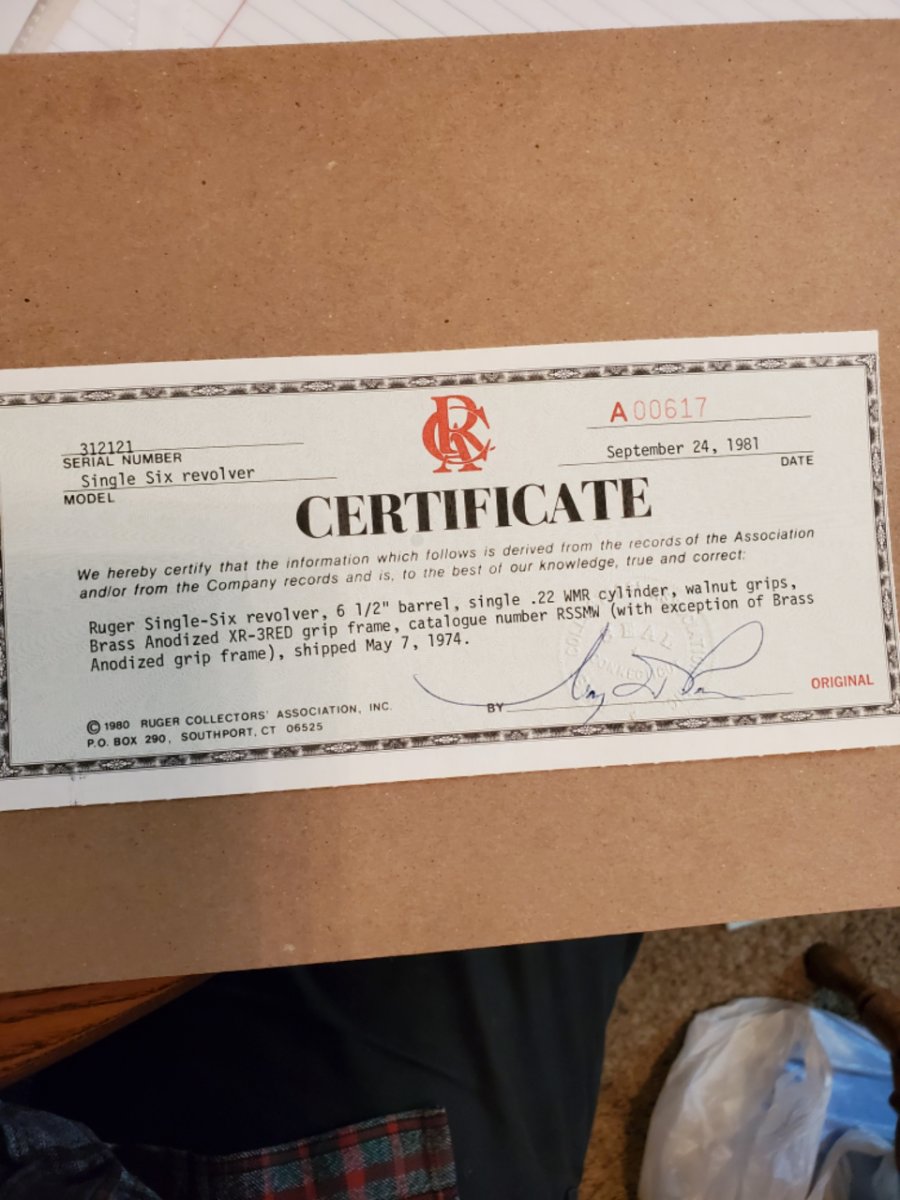 A00617
312121
SERIAL NUMBER
September 24, 1981
DATE
Single Six revolver
MODEL
CERTIFICATE
We hereby certify that the information which follows is derived from the records of the Association
and/or from the Company records and is, to the best of our knowledge, true and correct:
Ruger Single-Six revolver, 6 1/2" barrel, single .22 WMR cylinder, walnut grips,
Brass Anodized XR-3RED grip frame, catalogue number RSSMW (with exception of Brass
Anodized grip frame), shipped May 7, 1974.
SEAL
BY
ORIGINAL
© 1980 RUGER COLLECTORS' ASSOCIATION, INC.
P.O. BOX 290, SOUTHPORT, CT 06525